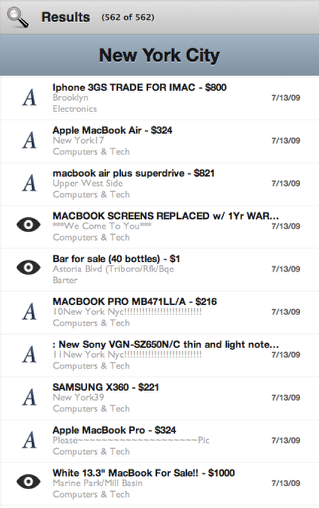 Results (562 of 562)
New York City
Iphone 3GS TRADE FOR IMAC - $800
Brooklyn
Electronics
7/13/09
Apple MacBook Air - $324
New York17
Computers & Tech
7/13/09
macbook air plus superdrive - $821
Upper West Side
Computers & Tech
7/13/09
MACBOOK SCREENS REPLACED w/ 1Yr WAR...
***We Come To You***
Computers & Tech
7/13/09
Bar for sale (40 bottles) - $1
Astoria Blvd (Triboro/Rfk/Bqe
Barter
7/13/09
MACBOOK PRO MB471LL/A - $216
10New York Nyc!!!!!!!!!!!!!!!!!!!!!!!!!!
Computers & Tech
7/13/09
: New Sony VGN-SZ650N/C thin and light note...
11New York Nyc!!!!!!!!!!!!!!!!!!!!!!!!!!
Computers & Tech
7/13/09
SAMSUNG X360 - $221
New York39
Computers & Tech
7/13/09
Apple MacBook Pro - $324
Please~~~~~~~~~~~~~~~~~~~~~Pic
Computers & Tech
7/13/09
White 13.3" MacBook For Sale!! - $1000
Marine Park/Mill Basin
Computers & Tech
7/13/09